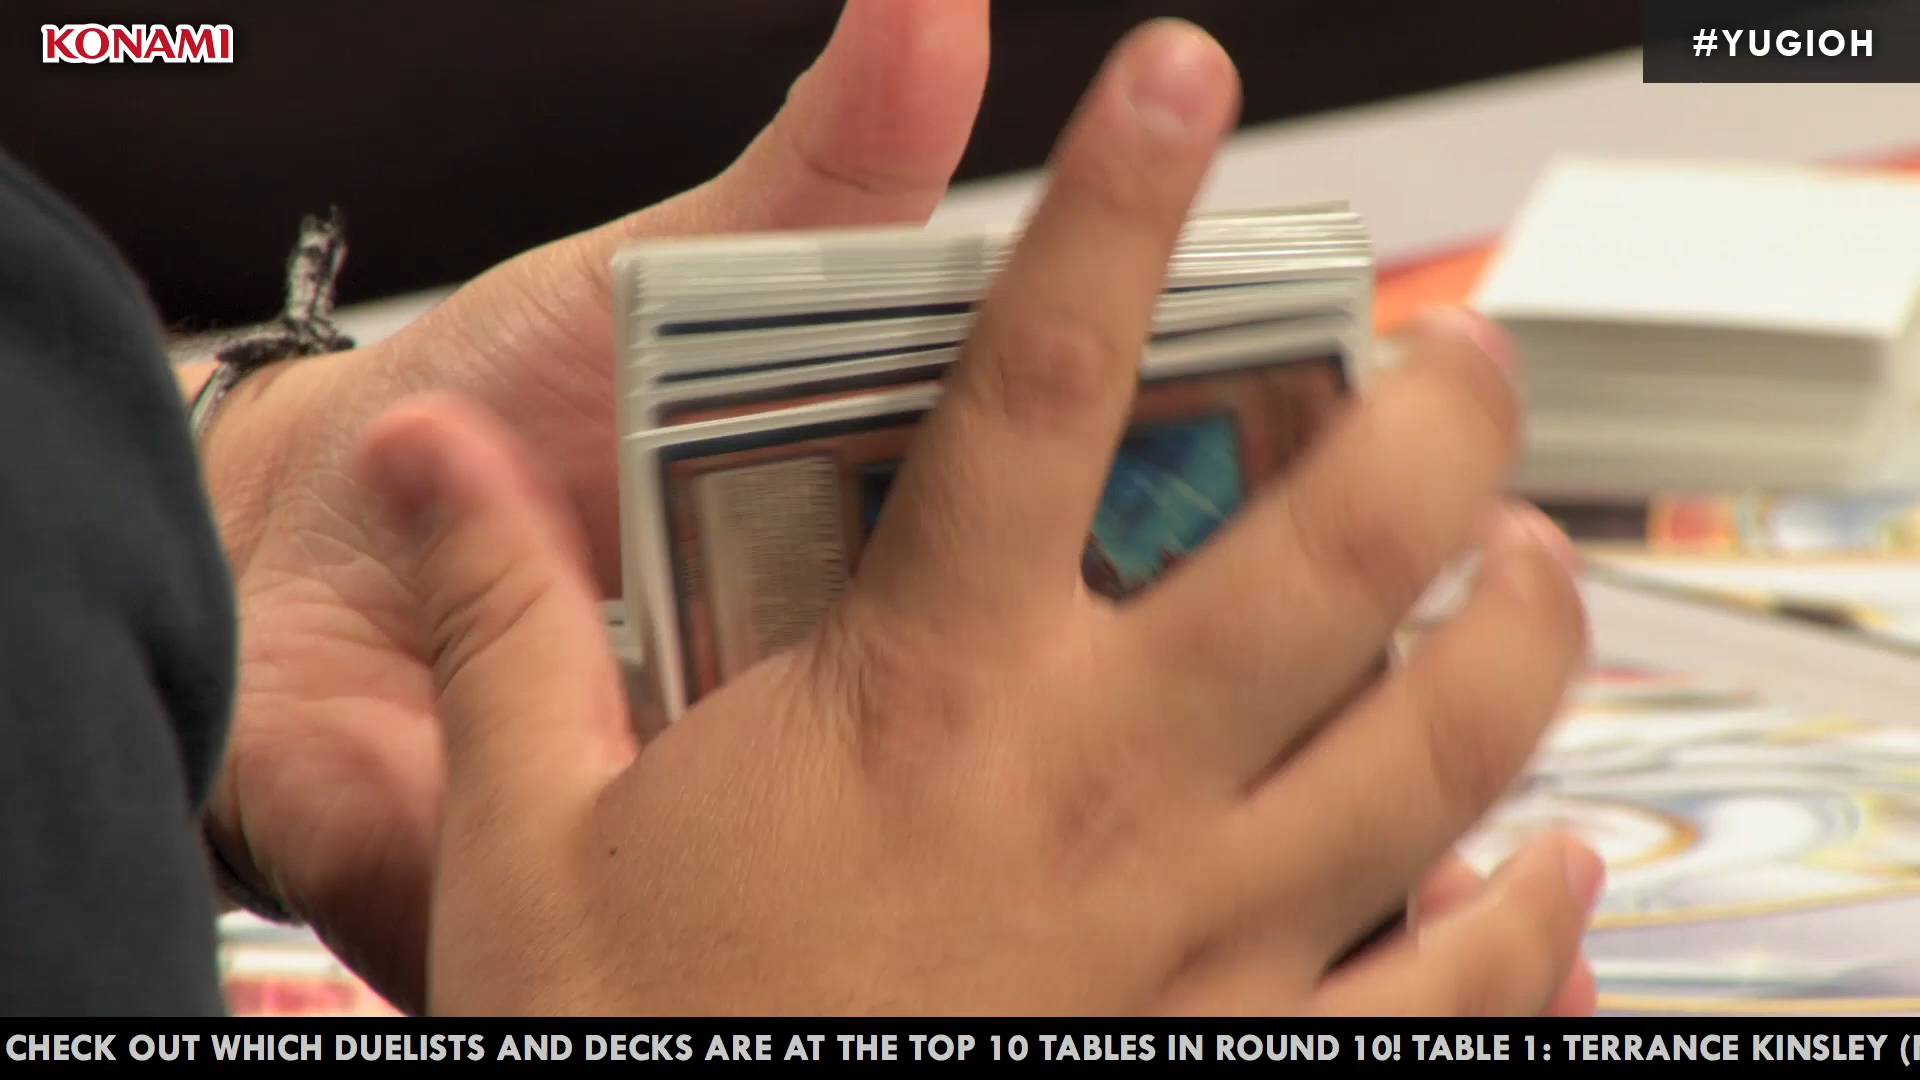 KONAMI
#YUGIOH
CHECK OUT WHICH DUELISTS AND DECKS ARE AT THE TOP 10 TABLES IN ROUND 10! TABLE 1: TERRANCE KINSLEY (